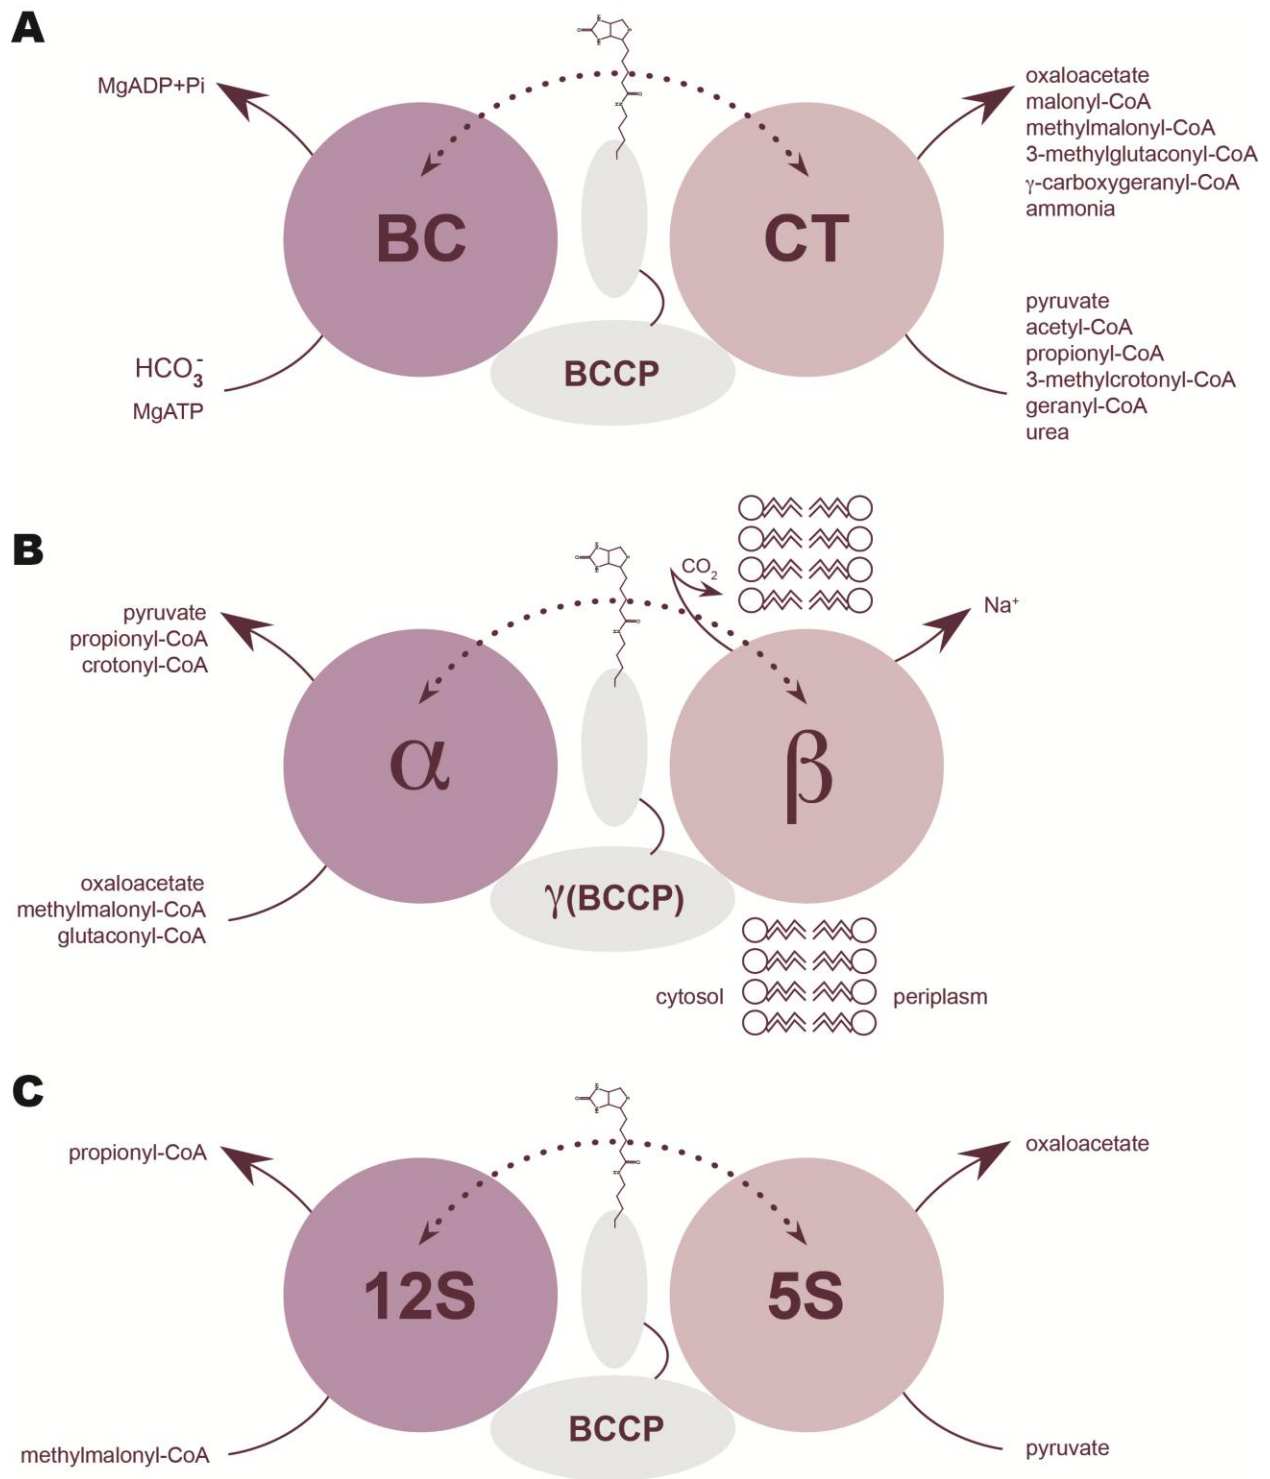 A
MgADP+Pi
BC
HCO₃⁻
MgATP
BCCP
CT
oxaloacetate
malonyl-CoA
methylmalonyl-CoA
3-methylglutaconyl-CoA
γ-carboxygeranyl-CoA
ammonia
pyruvate
acetyl-CoA
propionyl-CoA
3-methylcrotonyl-CoA
geranyl-CoA
urea
B
pyruvate
propionyl-CoA
crotonyl-CoA
α
oxaloacetate
methylmalonyl-CoA
glutaconyl-CoA
γ(BCCP)
CO₂
β
Na⁺
cytosol
periplasm
C
propionyl-CoA
12S
methylmalonyl-CoA
BCCP
5S
oxaloacetate
pyruvate